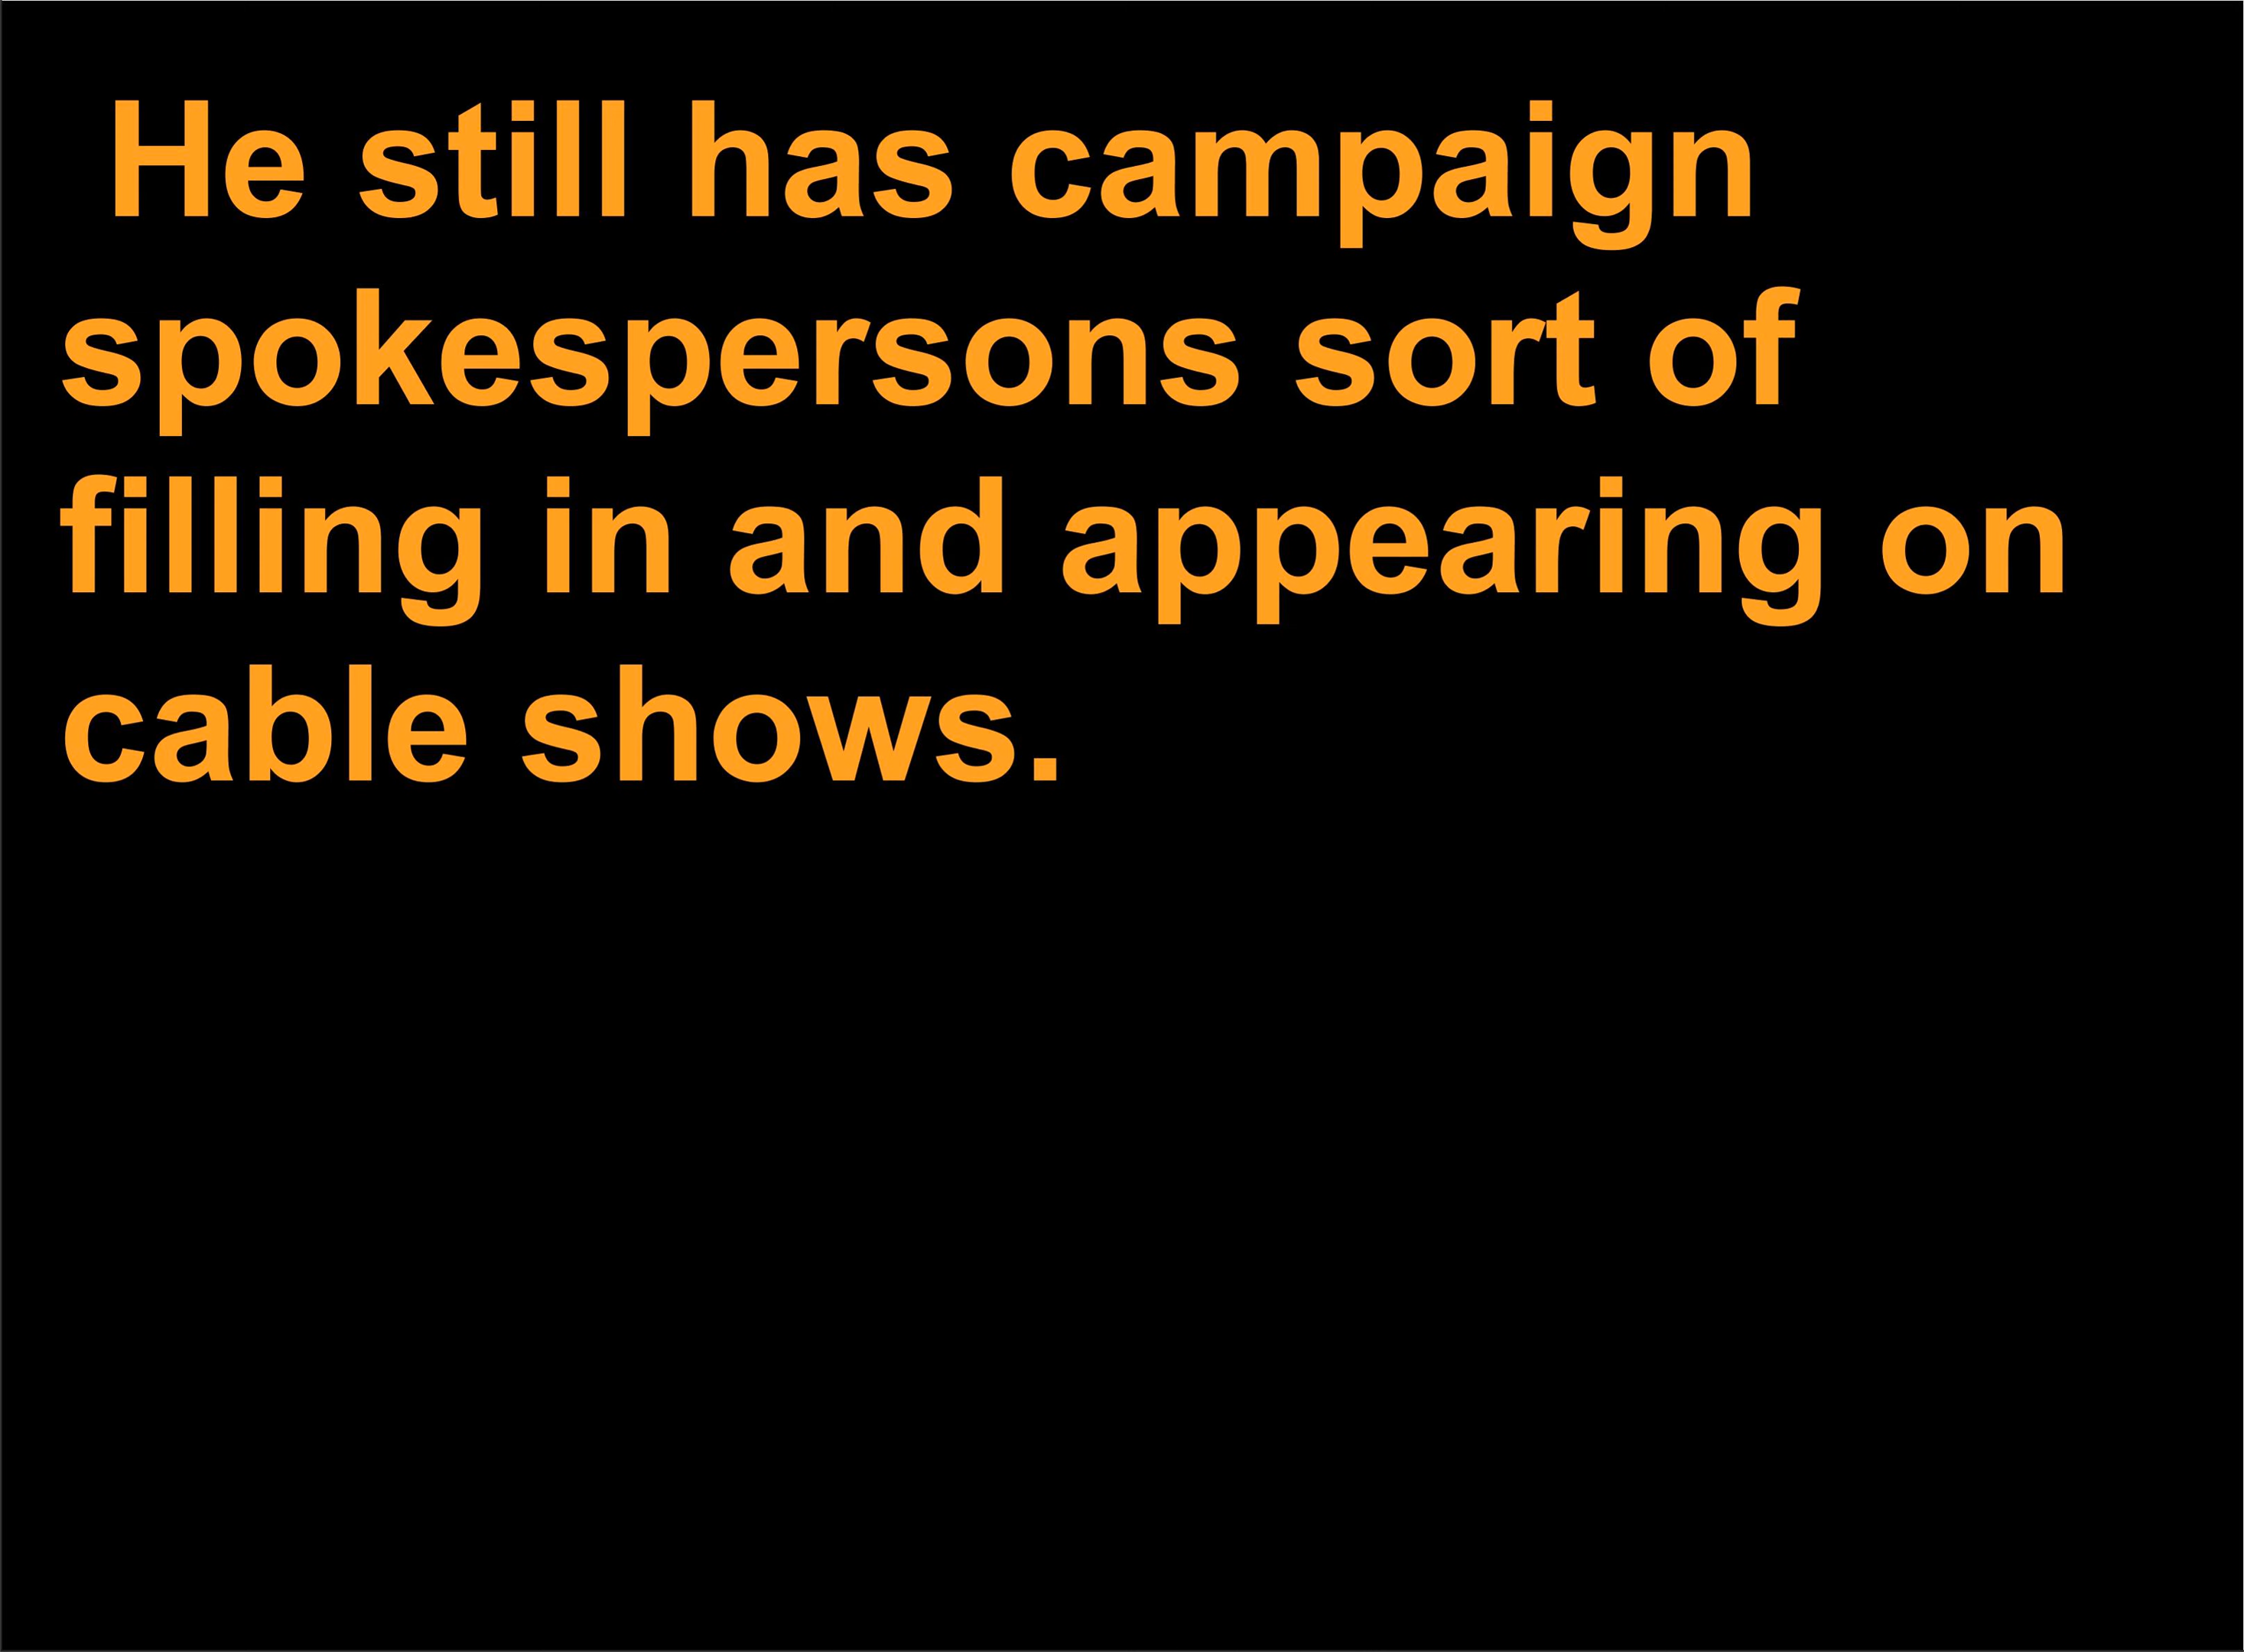 He still has campaign
spokespersons sort of
filling in and appearing on
cable shows.